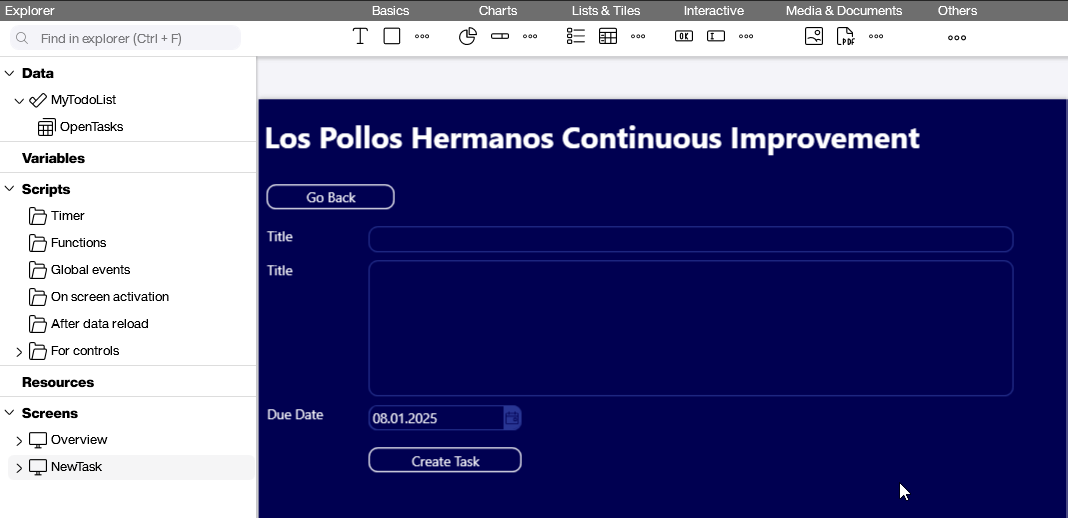 Explorer Basics Charts Lists & Tiles Interactive Media & Documents Others
Find in explorer (Ctrl + F)
OK
PDF
Data
MyTodoList
OpenTasks
Variables
Scripts
Timer
Functions
Global events
On screen activation
After data reload
For controls
Resources
Screens
Overview
NewTask
Los Pollos Hermanos Continuous Improvement
Go Back
Title
Title
Due Date 08.01.2025
Create Task